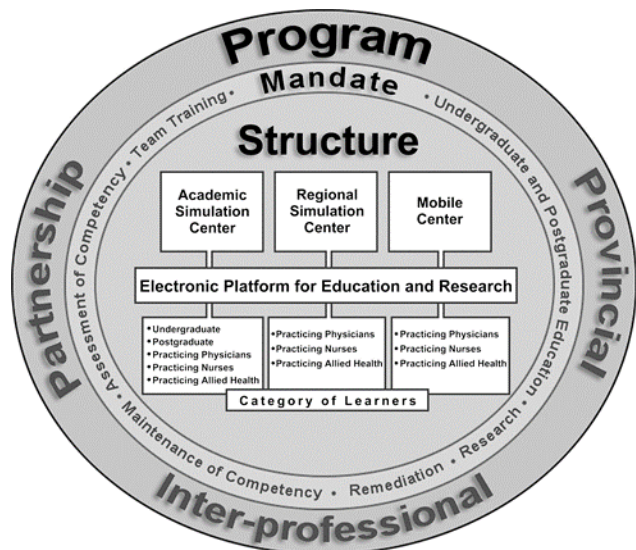 Program
Mandate
• Undergraduate and Postgraduate Education • Research • Remediation • Maintenance of Competency • Assessment of Competency • Team Training •
Partnership
Provincial
Inter-professional
Structure
Academic
Simulation
Center
Regional
Simulation
Center
Mobile
Center
Electronic Platform for Education and Research
• Undergraduate
• Postgraduate
• Practicing Physicians
• Practicing Nurses
• Practicing Allied Health
• Practicing Physicians
• Practicing Nurses
• Practicing Allied Health
• Practicing Physicians
• Practicing Nurses
• Practicing Allied Health
Category of Learners